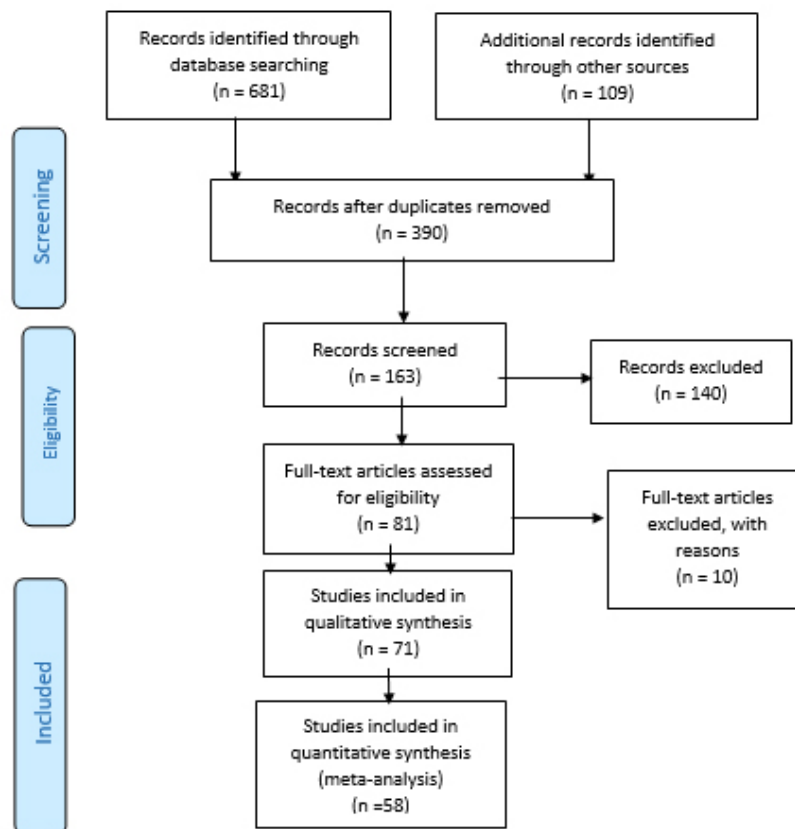 Records identified through
database searching
(n = 681)
Additional records identified
through other sources
(n = 109)
Screening
Records after duplicates removed
(n = 390)
Eligibility
Records screened
(n = 163)
Records excluded
(n = 140)
Full-text articles assessed
for eligibility
(n = 81)
Full-text articles
excluded, with
reasons
(n = 10)
Included
Studies included in
qualitative synthesis
(n = 71)
Studies included in
quantitative synthesis
(meta-analysis)
(n =58)